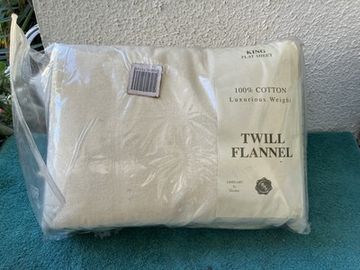 KING
FLAT SHEET
100% COTTON
Luxurious Weight
TWILL
FLANNEL